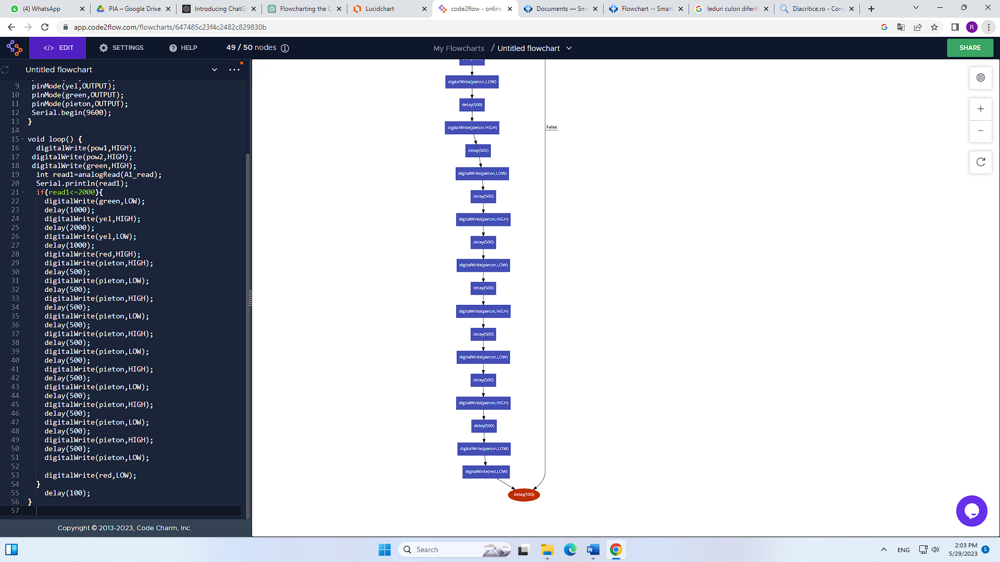 (4) WhatsApp
PIA – Google Drive
Introducing ChatG
Flowcharting the C
Lucidchart
code2flow - online
Documents — Sma
Flowchart -- Smart
leduri culori diferit
Diacritice.ro - Conv
app.code2flow.com/flowcharts/647485c23f4c2482c829830b
R
</> EDIT
SETTINGS
HELP
49 / 50 nodes
My Flowcharts / Untitled flowchart
SHARE
Untitled flowchart
9 pinMode(yel,OUTPUT);
10 pinMode(green,OUTPUT);
11 pinMode(pieton,OUTPUT);
12 Serial.begin(9600);
13 }
14
15 void loop() {
16 digitalWrite(pow1,HIGH);
17 digitalWrite(pow2,HIGH);
18 digitalWrite(green,HIGH);
19 int read1=analogRead(A1_read);
20 Serial.println(read1);
21 if(read1<=2000){
22 digitalWrite(green,LOW);
23 delay(1000);
24 digitalWrite(yel,HIGH);
25 delay(2000);
26 digitalWrite(yel,LOW);
27 delay(1000);
28 digitalWrite(red,HIGH);
29 digitalWrite(pieton,HIGH);
30 delay(500);
31 digitalWrite(pieton,LOW);
32 delay(500);
33 digitalWrite(pieton,HIGH);
34 delay(500);
35 digitalWrite(pieton,LOW);
36 delay(500);
37 digitalWrite(pieton,HIGH);
38 delay(500);
39 digitalWrite(pieton,LOW);
40 delay(500);
41 digitalWrite(pieton,HIGH);
42 delay(500);
43 digitalWrite(pieton,LOW);
44 delay(500);
45 digitalWrite(pieton,HIGH);
46 delay(500);
47 digitalWrite(pieton,LOW);
48 delay(500);
49 digitalWrite(pieton,HIGH);
50 delay(500);
51 digitalWrite(pieton,LOW);
52
53 digitalWrite(red,LOW);
54 }
55 delay(100);
56 }
57
Copyright © 2013-2023, Code Charm, Inc.
digitalWrite(pieton,LOW)
delay(500)
digitalWrite(pieton,HIGH)
False
delay(500)
digitalWrite(pieton,LOW)
delay(500)
digitalWrite(pieton,HIGH)
delay(500)
digitalWrite(pieton,LOW)
delay(500)
digitalWrite(pieton,HIGH)
delay(500)
digitalWrite(pieton,LOW)
delay(500)
digitalWrite(pieton,HIGH)
delay(500)
digitalWrite(pieton,LOW)
digitalWrite(red,LOW)
delay(100)
Search
ENG
2:03 PM
5/29/2023
5